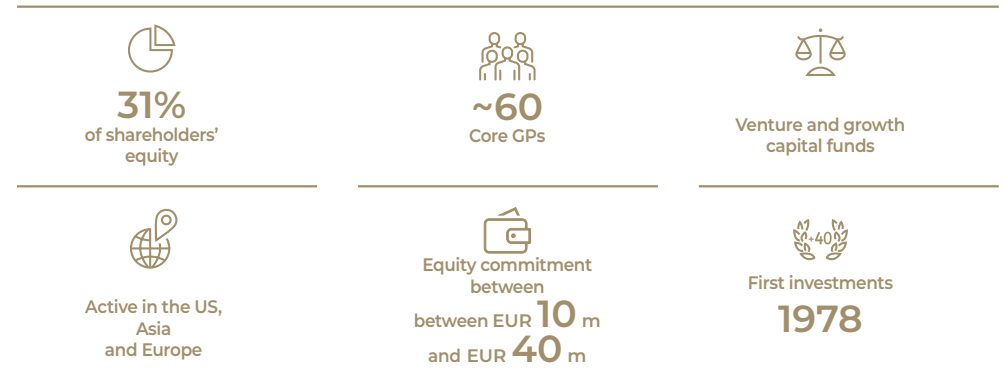 31%
of shareholders’
equity
~60
Core GPs
Venture and growth
capital funds
Active in the US,
Asia
and Europe
Equity commitment
between
between EUR 10 m
and EUR 40 m
+40
First investments
1978